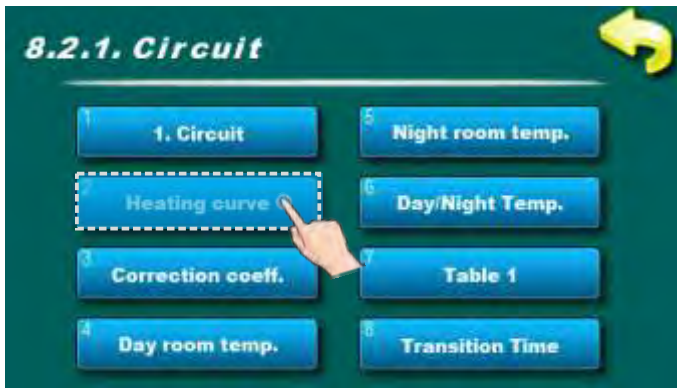 8.2.1. Circuit
1
1. Circuit
2
Heating curve
3
Correction coeff.
4
Day room temp.
5
Night room temp.
6
Day/Night Temp.
7
Table 1
8
Transition Time